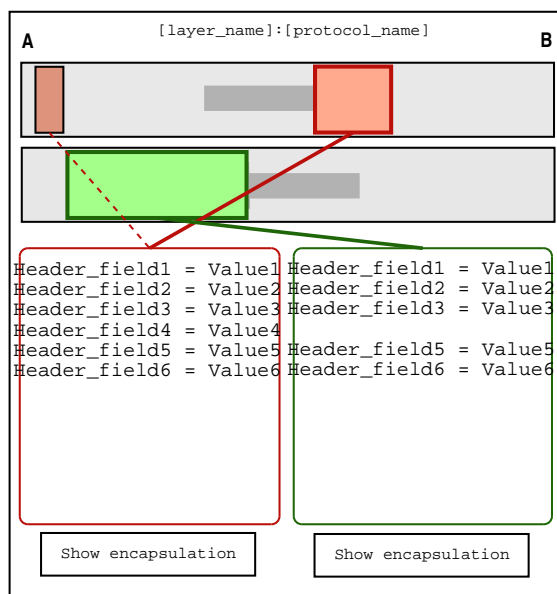 [layer_name]:[protocol_name]
A
B
Header_field1 = Value1
Header_field2 = Value2
Header_field3 = Value3
Header_field4 = Value4
Header_field5 = Value5
Header_field6 = Value6
Header_field1 = Value1
Header_field2 = Value2
Header_field3 = Value3
Header_field5 = Value5
Header_field6 = Value6
Show encapsulation
Show encapsulation